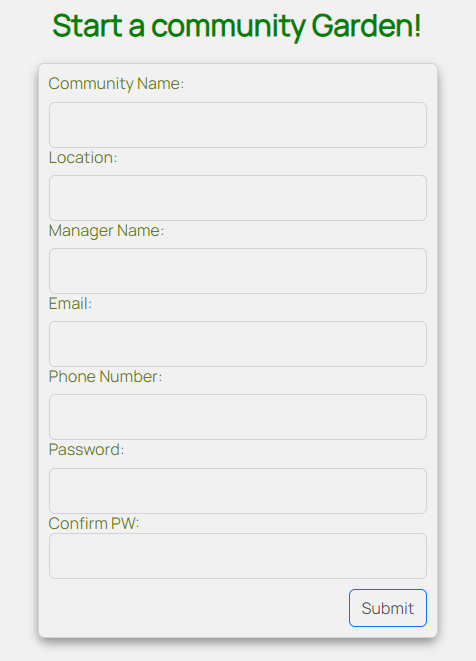 Start a community Garden!
Community Name:
Location:
Manager Name:
Email:
Phone Number:
Password:
Confirm PW:
Submit